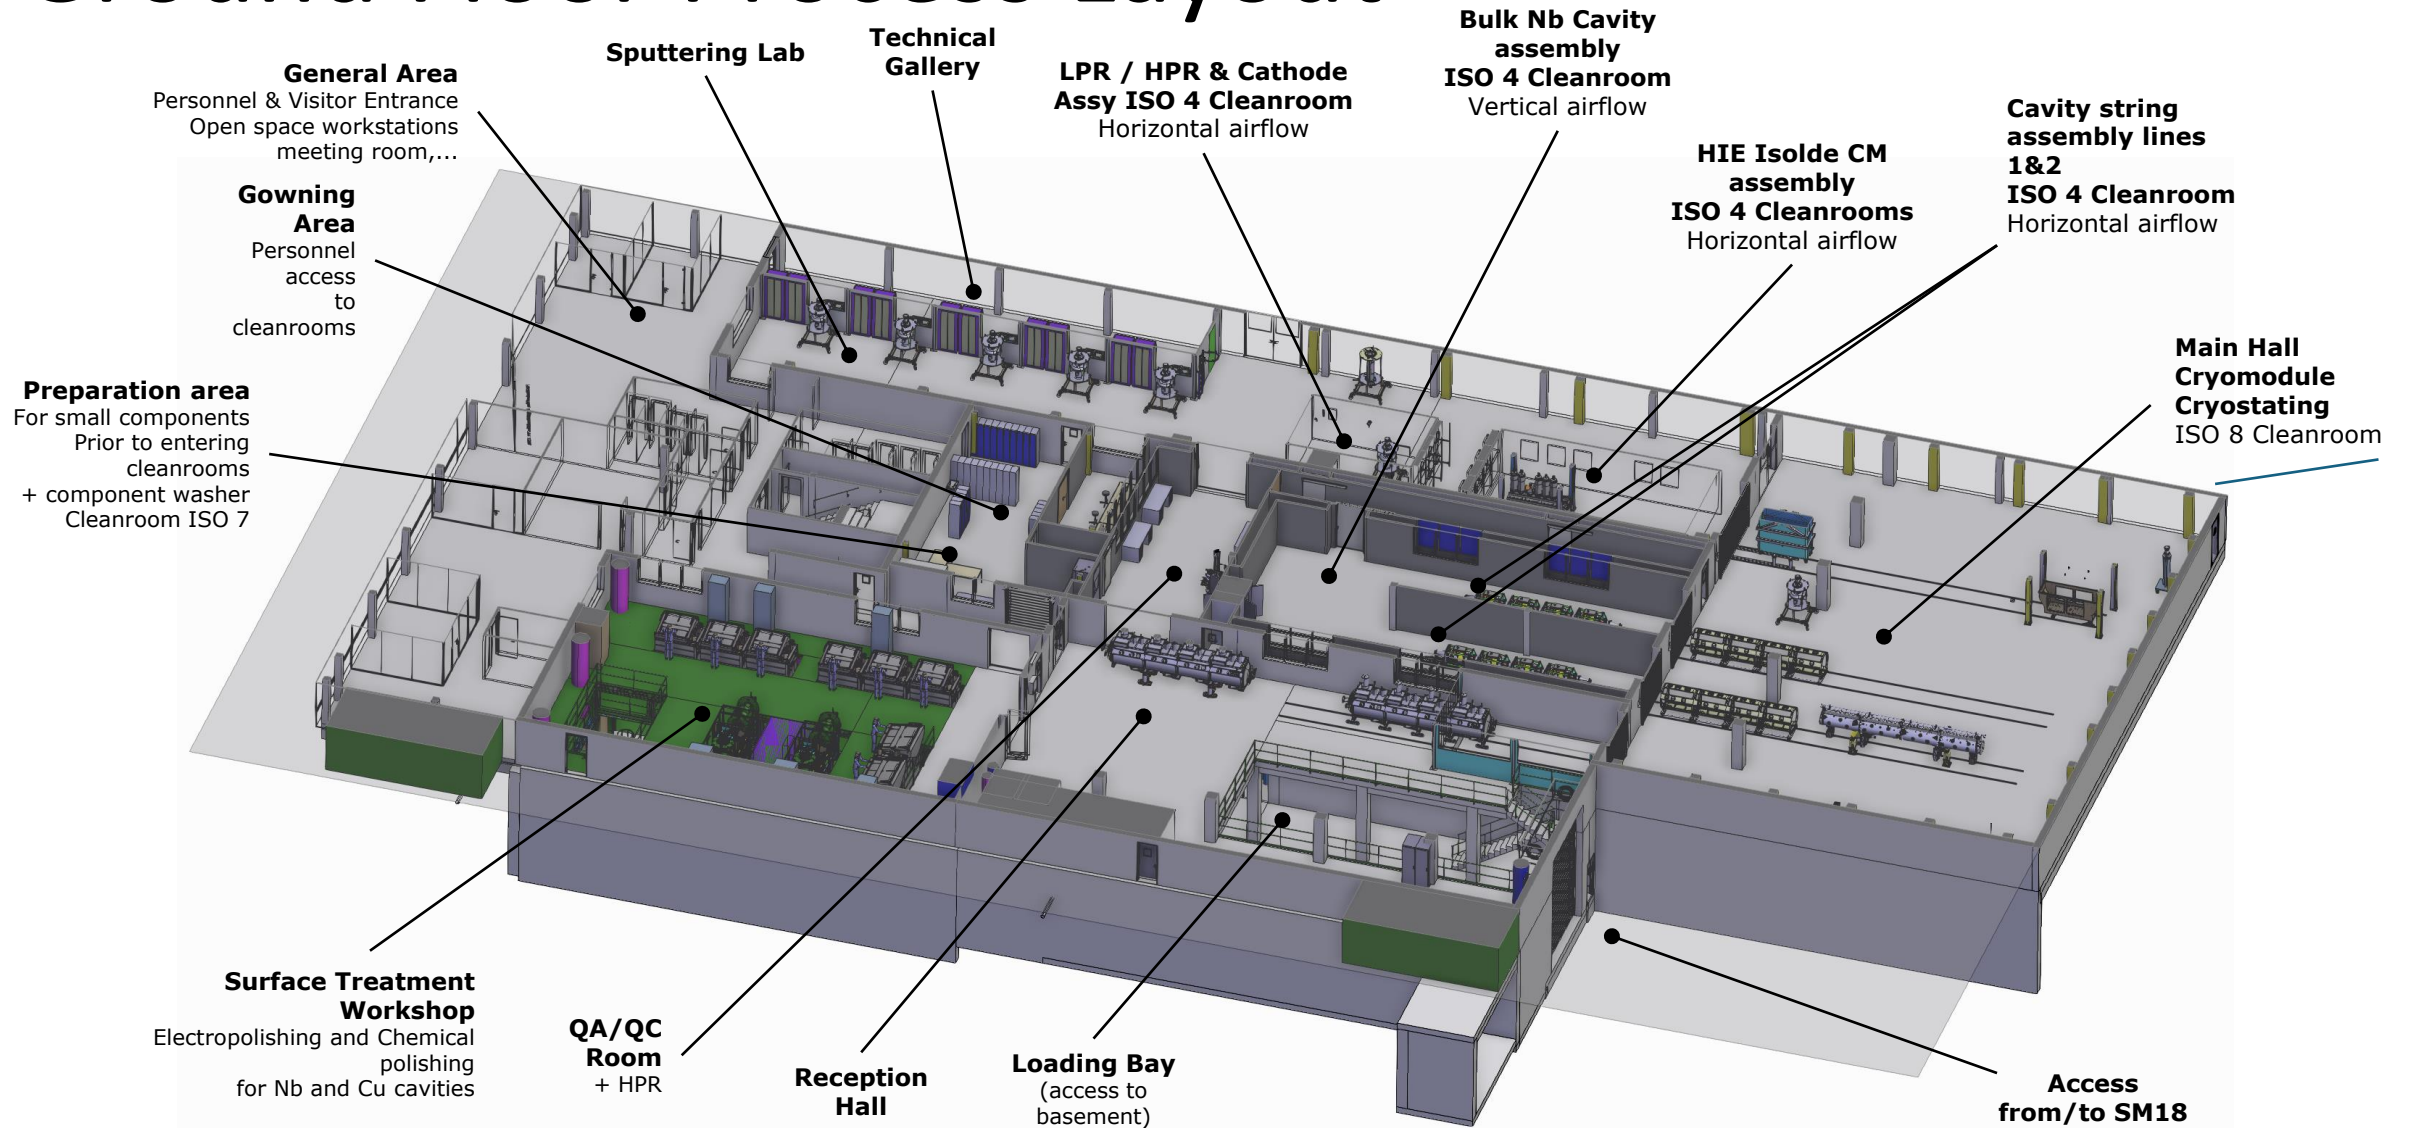 Ground Floor Process Layout
General Area
Personnel & Visitor Entrance
Open space workstations
meeting room,...
Sputtering Lab
Technical
Gallery
LPR / HPR & Cathode
Assy ISO 4 Cleanroom
Horizontal airflow
Bulk Nb Cavity
assembly
ISO 4 Cleanroom
Vertical airflow
HIE Isolde CM
assembly
ISO 4 Cleanrooms
Horizontal airflow
Cavity string
assembly lines
1&2
ISO 4 Cleanroom
Horizontal airflow
Gowning
Area
Personnel
access
to
cleanrooms
Main Hall
Cryomodule
Cryostating
ISO 8 Cleanroom
Preparation area
For small components
Prior to entering
cleanrooms
+ component washer
Cleanroom ISO 7
Surface Treatment
Workshop
Electropolishing and Chemical
polishing
for Nb and Cu cavities
QA/QC
Room
+ HPR
Reception
Hall
Loading Bay
(access to
basement)
Access
from/to SM18